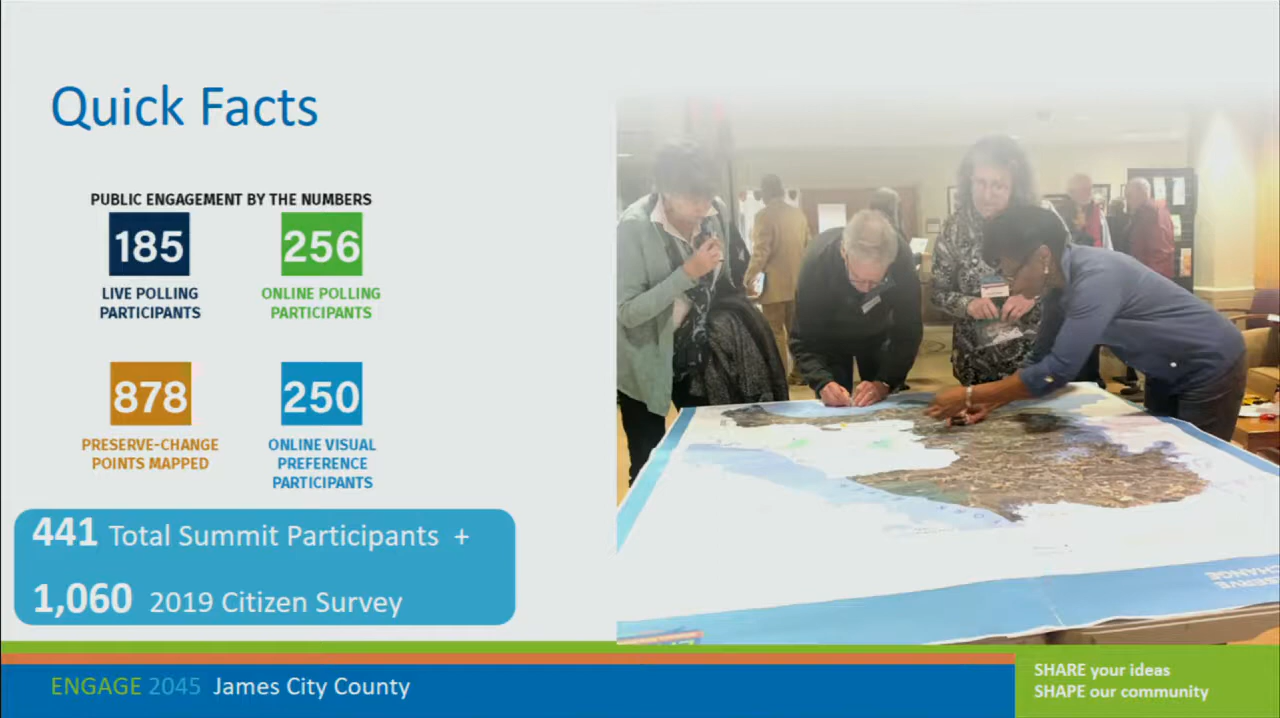 Quick Facts
PUBLIC ENGAGEMENT BY THE NUMBERS
185
LIVE POLLING
PARTICIPANTS
256
ONLINE POLLING
PARTICIPANTS
878
PRESERVE-CHANGE
POINTS MAPPED
250
ONLINE VISUAL
PREFERENCE
PARTICIPANTS
441 Total Summit Participants +
1,060 2019 Citizen Survey
ENGAGE 2045 James City County
SHARE your ideas
SHAPE our community